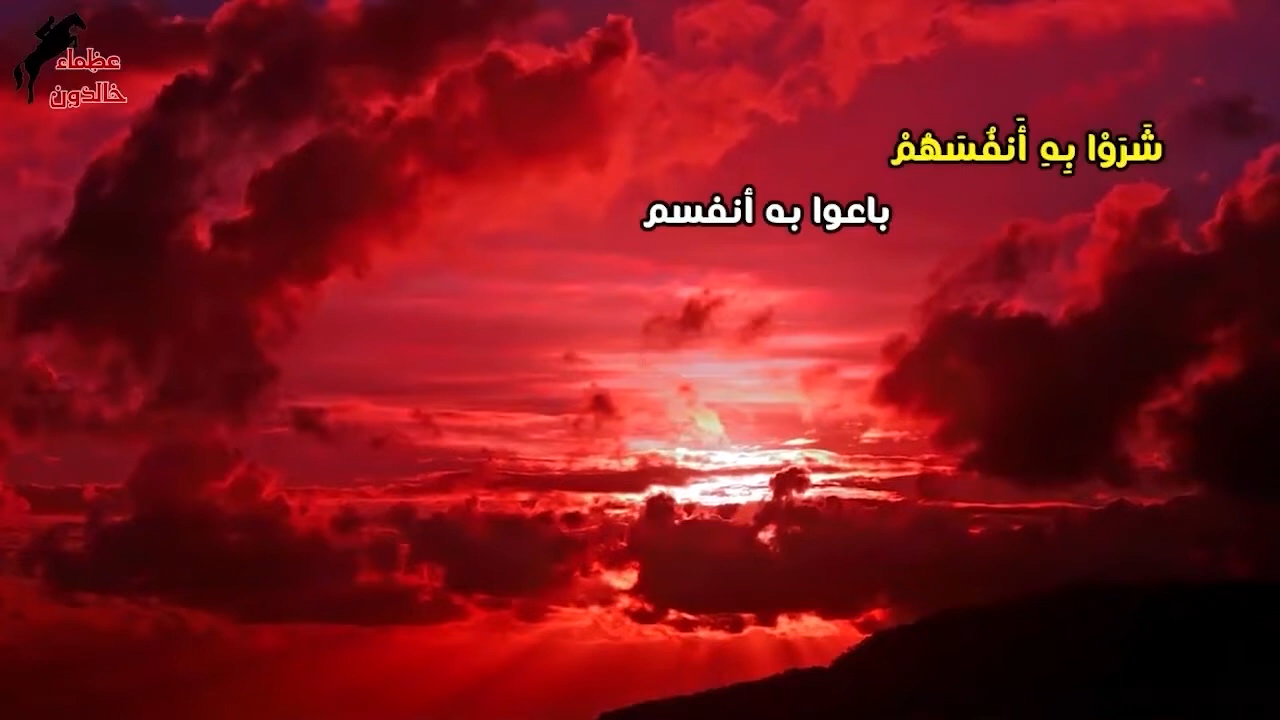 عظماء
خالدون
شَرَوْا بِهِ أَنفُسَهُمْ
باعوا به أنفسم